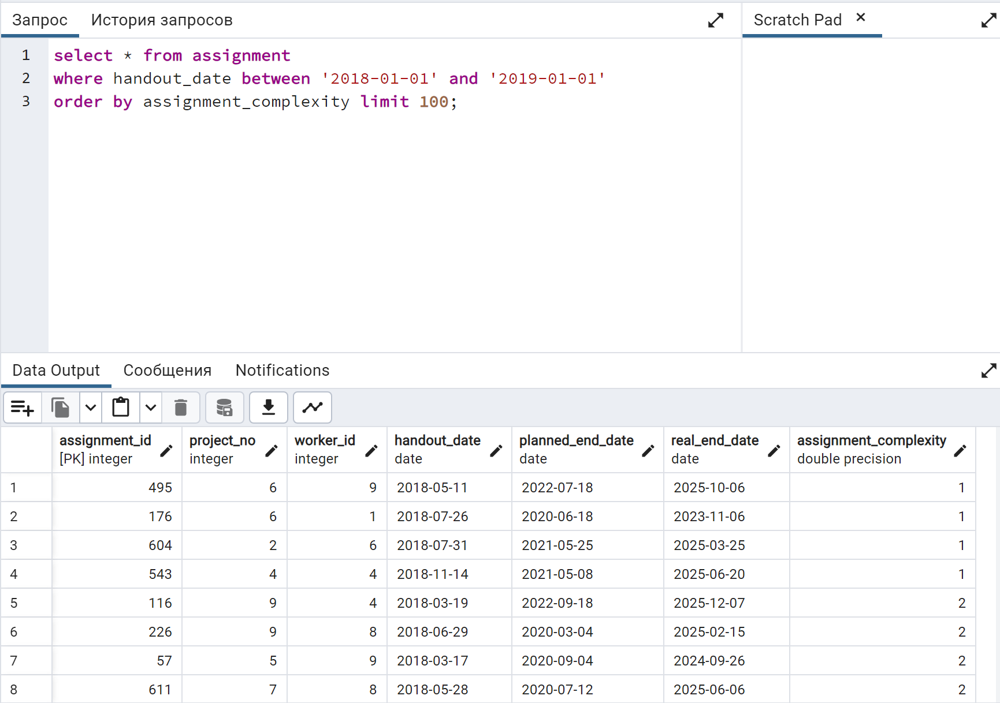 Запрос История запросов Scratch Pad ×
1 select * from assignment
2 where handout_date between '2018-01-01' and '2019-01-01'
3 order by assignment_complexity limit 100;
Data Output Сообщения Notifications
assignment_id project_no worker_id handout_date planned_end_date real_end_date assignment_complexity
[PK] integer integer integer date date date double precision
1 495 6 9 2018-05-11 2022-07-18 2025-10-06 1
2 176 6 1 2018-07-26 2020-06-18 2023-11-06 1
3 604 2 6 2018-07-31 2021-05-25 2025-03-25 1
4 543 4 4 2018-11-14 2021-05-08 2025-06-20 1
5 116 9 4 2018-03-19 2022-09-18 2025-12-07 2
6 226 9 8 2018-06-29 2020-03-04 2025-02-15 2
7 57 5 9 2018-03-17 2020-09-04 2024-09-26 2
8 611 7 8 2018-05-28 2020-07-12 2025-06-06 2